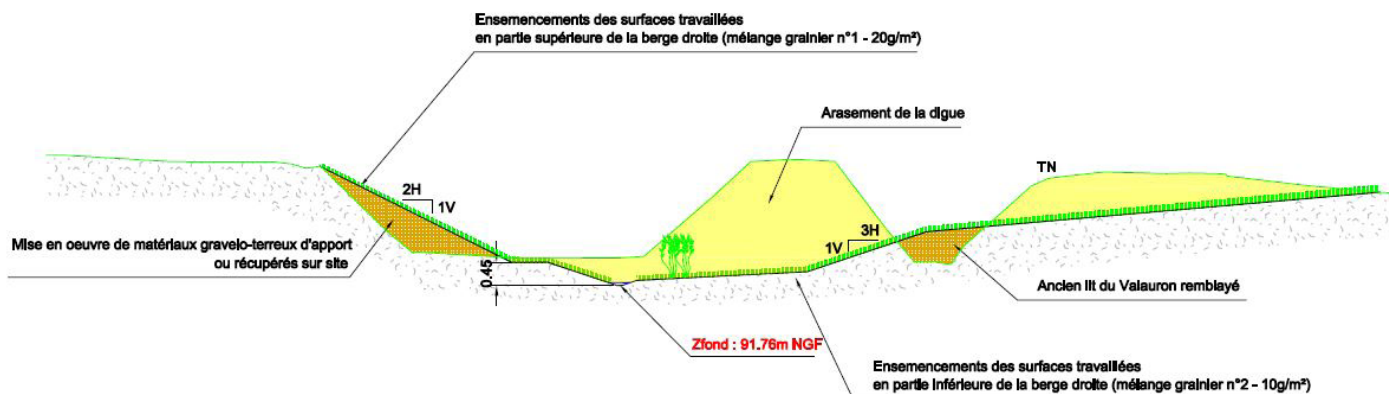 Ensemencements des surfaces travaillées
en partie supérieure de la berge droite (mélange grainier n°1 - 20g/m²)
Arasement de la digue
TN
2H
1V
3H
1V
Mise en oeuvre de matériaux gravelo-terreux d'apport
ou récupérés sur site
0.45
Ancien lit du Valauron remblayé
Zfond : 91.76m NGF
Ensemencements des surfaces travaillées
en partie inférieure de la berge droite (mélange grainier n°2 - 10g/m²)